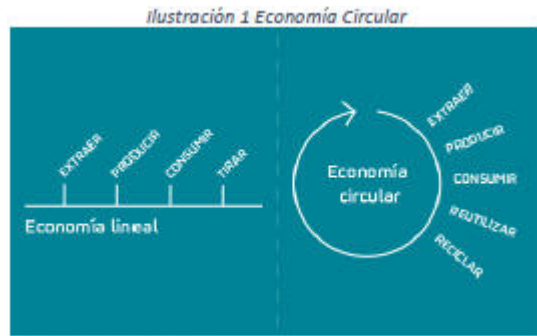 Ilustración 1 Economía Circular
EXTRAER
PRODUCIR
CONSUMIR
TIRAR
Economía lineal
Economía
circular
EXTRAER
PRODUCIR
CONSUMIR
REUTILIZAR
RECICLAR